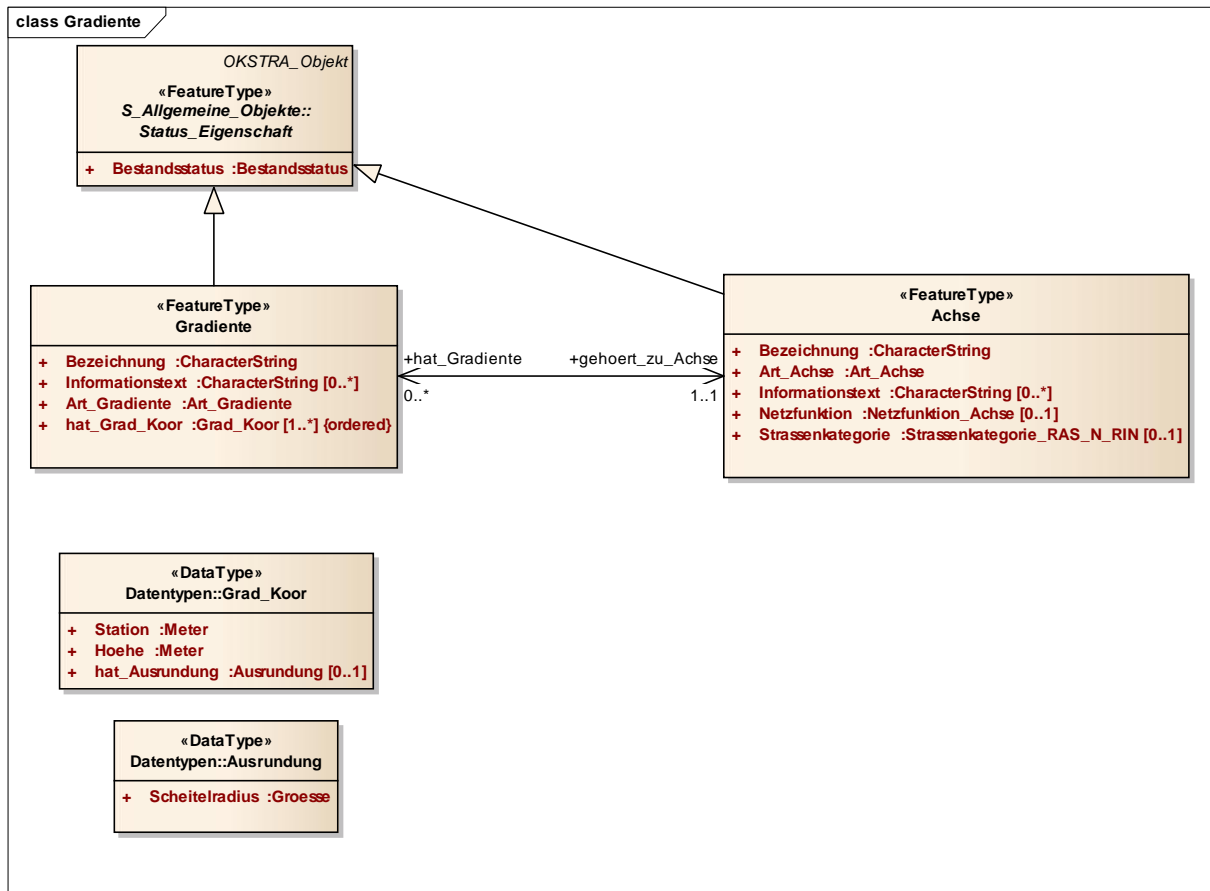 class Gradiente
OKSTRA_Objekt
«FeatureType»
S_Allgemeine_Objekte::
Status_Eigenschaft
+ Bestandsstatus :Bestandsstatus
«FeatureType»
Gradiente
+ Bezeichnung :CharacterString
+ Informationstext :CharacterString [0..*]
+ Art_Gradiente :Art_Gradiente
+ hat_Grad_Koor :Grad_Koor [1..*] {ordered}
+hat_Gradiente
0..*
+gehoert_zu_Achse
1..1
«FeatureType»
Achse
+ Bezeichnung :CharacterString
+ Art_Achse :Art_Achse
+ Informationstext :CharacterString [0..*]
+ Netzfunktion :Netzfunktion_Achse [0..1]
+ Strassenkategorie :Strassenkategorie_RAS_N_RIN [0..1]
«DataType»
Datentypen::Grad_Koor
+ Station :Meter
+ Hoehe :Meter
+ hat_Ausrundung :Ausrundung [0..1]
«DataType»
Datentypen::Ausrundung
+ Scheitelradius :Groesse